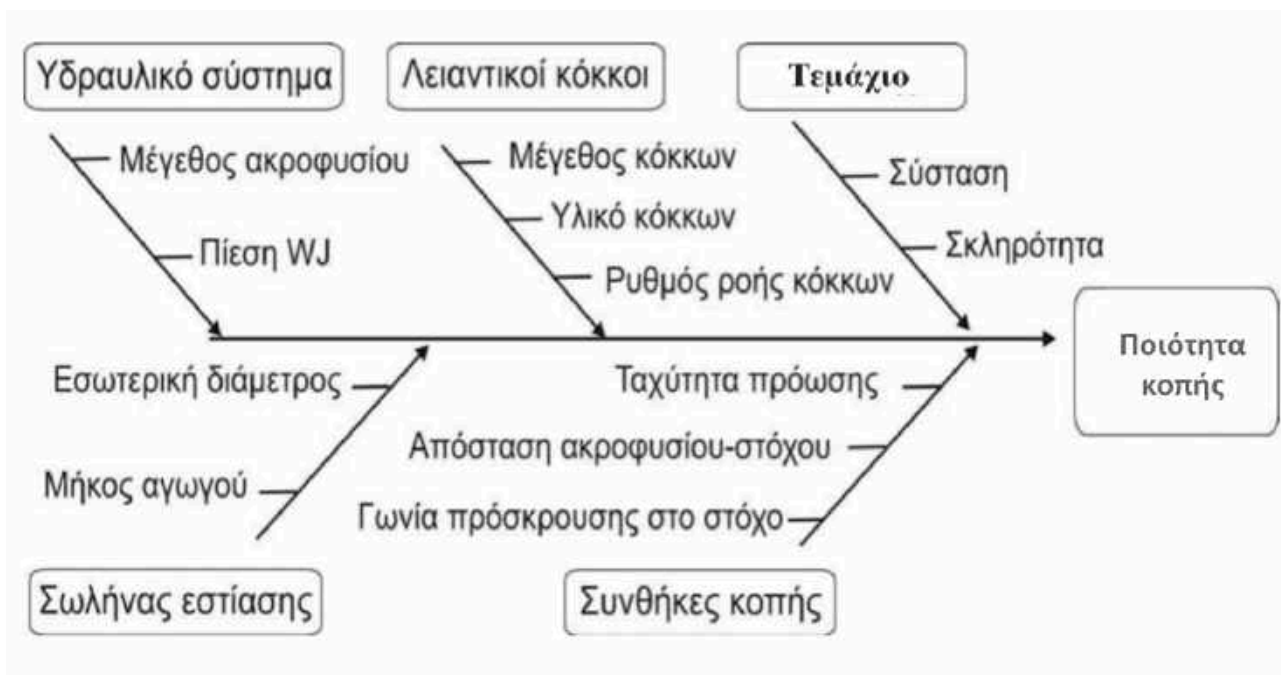 Υδραυλικό σύστημα
Λειαντικοί κόκκοι
Τεμάχιο
Μέγεθος ακροφυσίου
Πίεση WJ
Μέγεθος κόκκων
Υλικό κόκκων
Ρυθμός ροής κόκκων
Σύσταση
Σκληρότητα
Ποιότητα
κοπής
Εσωτερική διάμετρος
Μήκος αγωγού
Ταχύτητα πρόωσης
Απόσταση ακροφυσίου-στόχου
Γωνία πρόσκρουσης στο στόχο
Σωλήνας εστίασης
Συνθήκες κοπής